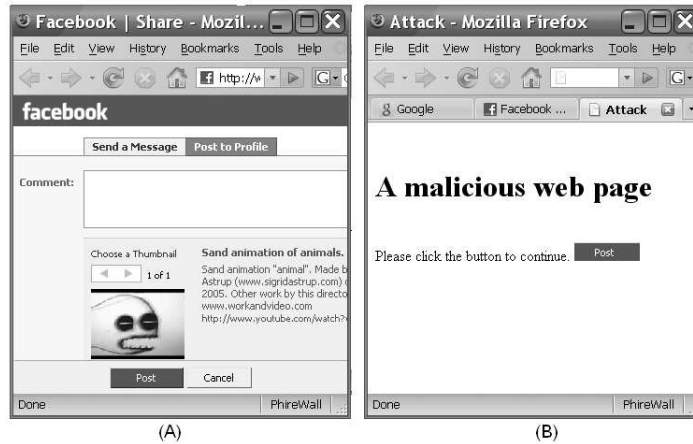 Facebook | Share - Mozil...
File Edit View History Bookmarks Tools Help
http://w
G
facebook
Send a Message Post to Profile
Comment:
Choose a Thumbnail
1 of 1
Sand animation of animals.
Sand animation "animal". Made b
Astrup (www.sigridastrup.com)
2005. Other work by this directo
www.workandvideo.com
http://www.youtube.com/watch?v
Post Cancel
Done PhireWall
(A)
Attack - Mozilla Firefox
File Edit View History Bookmarks Tools Help
G
Google Facebook ... Attack
A malicious web page
Please click the button to continue. Post
Done PhireWall
(B)